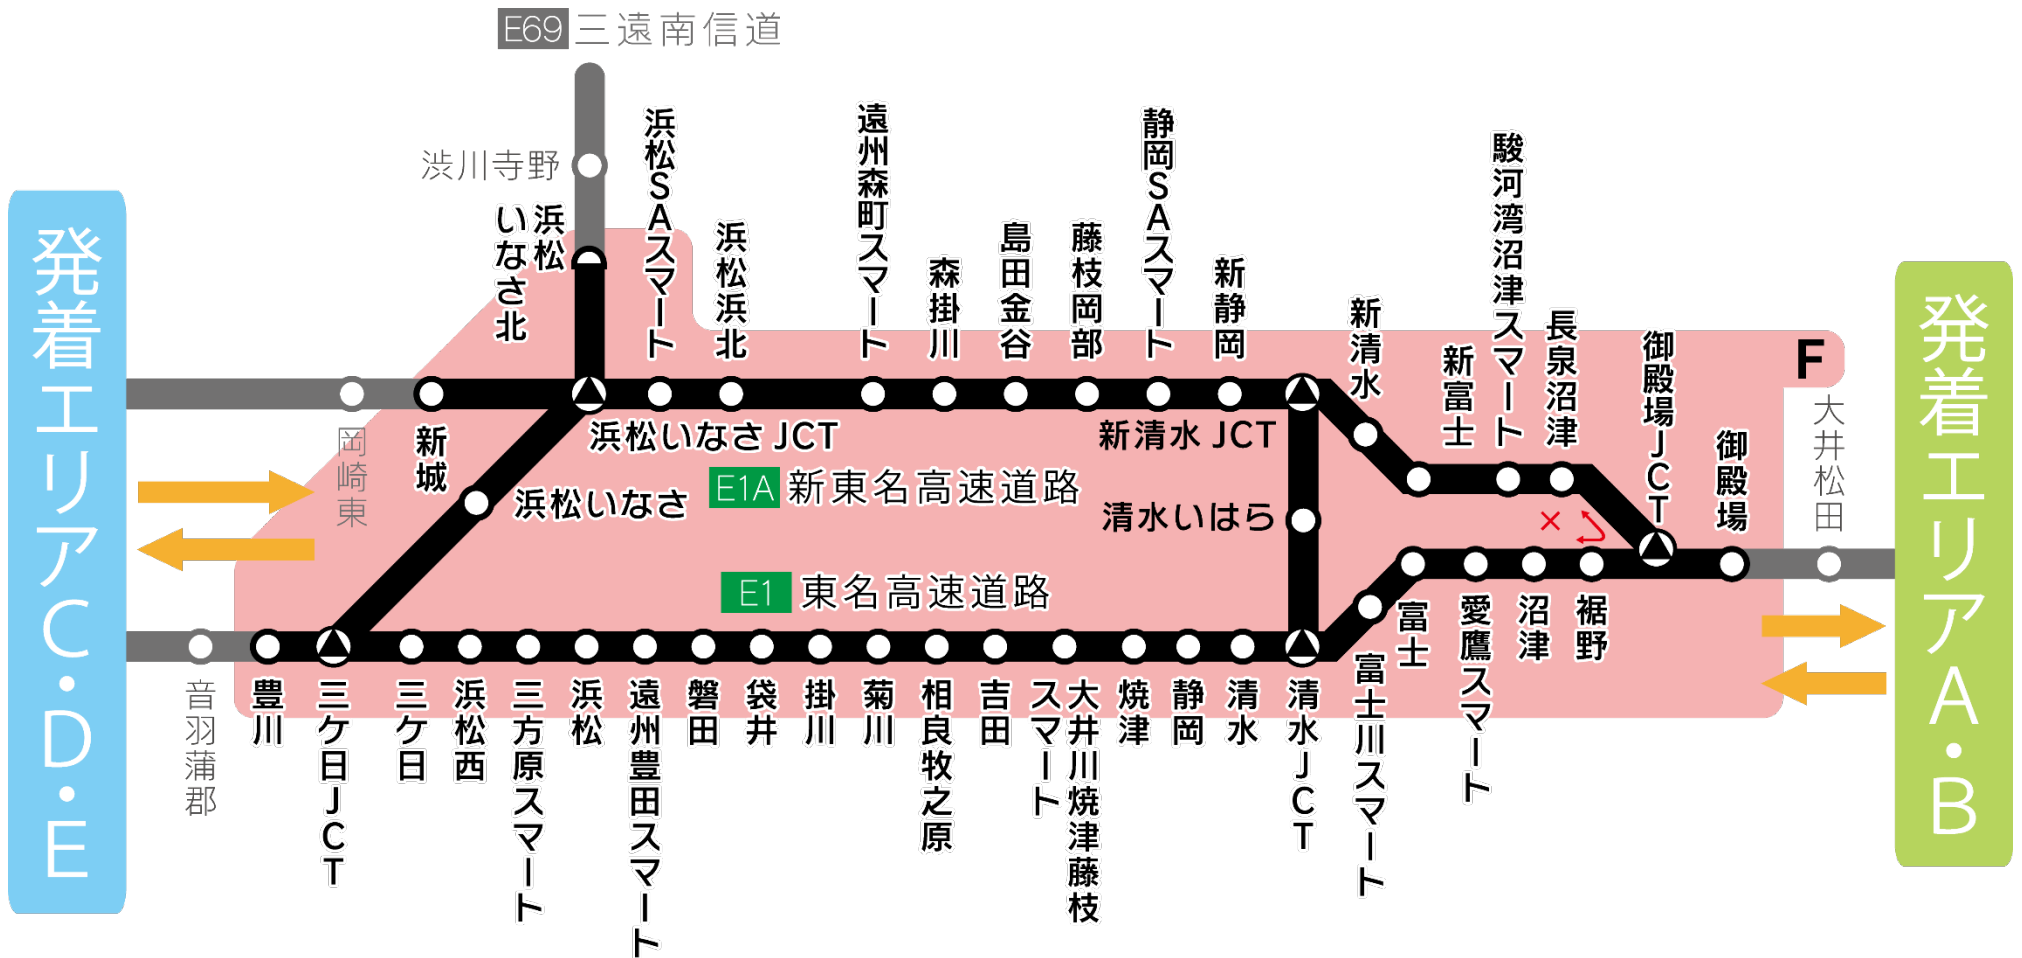 E69 三遠南信道
渋川寺野
浜松いなさ北
浜松SAスマート
浜松浜北
遠州森町スマート
森掛川
島田金谷
藤枝岡部
静岡SAスマート
新静岡
新清水
新富士
駿河湾沼津スマート
長泉沼津
御殿場JCT
御殿場
F
大井松田
発着エリアC・D・E
発着エリアA・B
岡崎東
新城
浜松いなさJCT
新清水JCT
E1A 新東名高速道路
浜松いなさ
清水いはら
×
E1 東名高速道路
音羽蒲郡
豊川
三ケ日JCT
三ケ日
浜松西
三方原スマート
浜松
遠州豊田スマート
磐田
袋井
掛川
菊川
相良牧之原
吉田
大井川焼津藤枝スマート
焼津
静岡
清水
清水JCT
富士川スマート
富士
愛鷹スマート
沼津
裾野